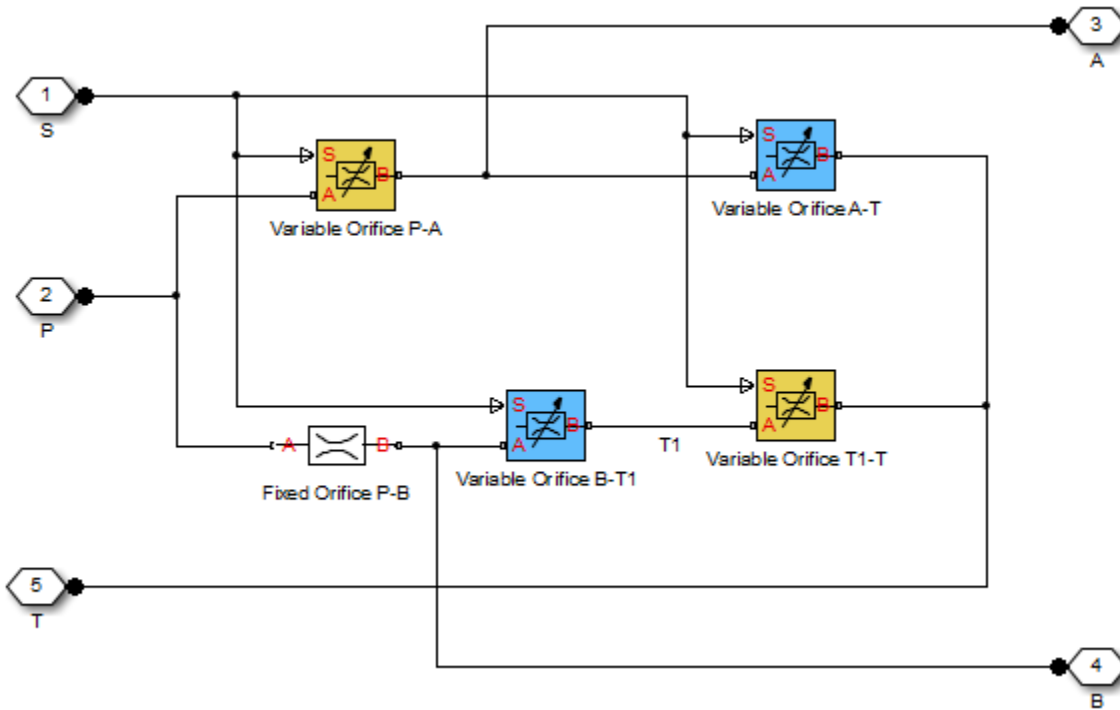 3
A
1
S
S
A
B
Variable Orifice P-A
S
A
B
Variable Orifice A-T
2
P
S
A
B
Variable Orifice T1-T
S
A
B
Variable Orifice B-T1
T1
A
B
Fixed Orifice P-B
5
T
4
B